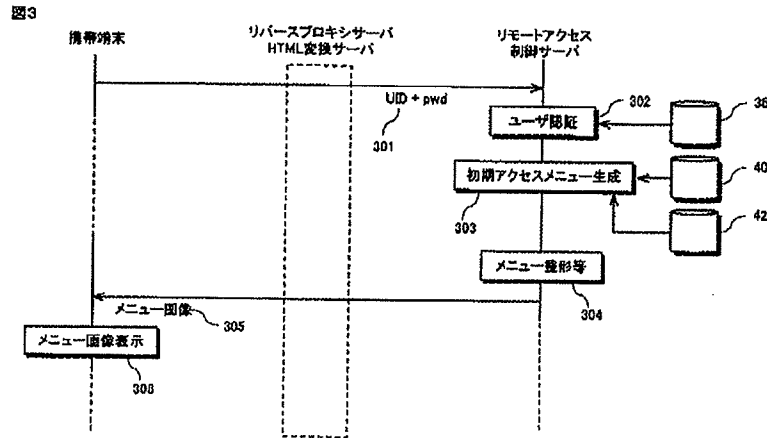 図3
携帯端末
リバースプロキシサーバ
HTML変換サーバ
リモートアクセス
制御サーバ
UID + pwd
301
302
ユーザ認証
38
初期アクセスメニュー生成
303
40
42
メニュー整形等
304
メニュー画像
305
メニュー画像表示
308